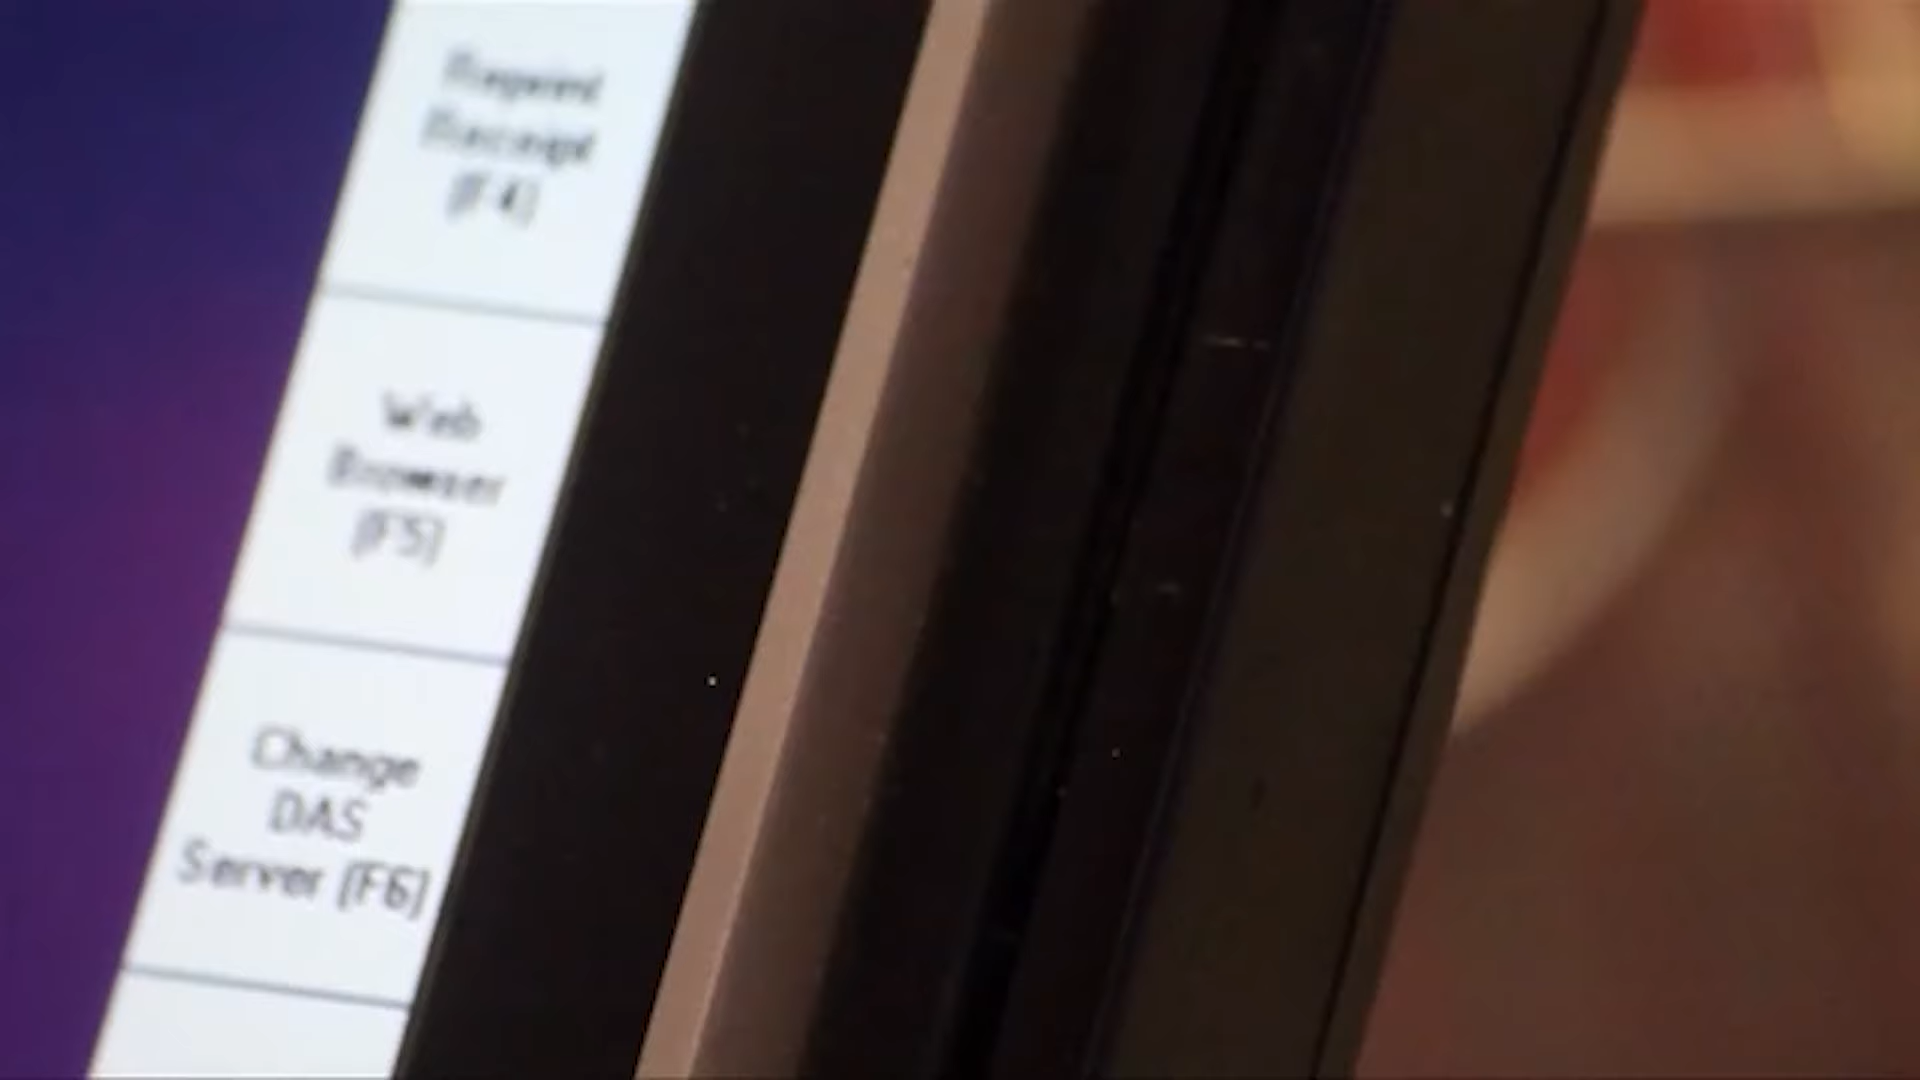 Reprint
Receipt
(F4)
Web
Browser
(F5)
Change
DAS
Server (F6)